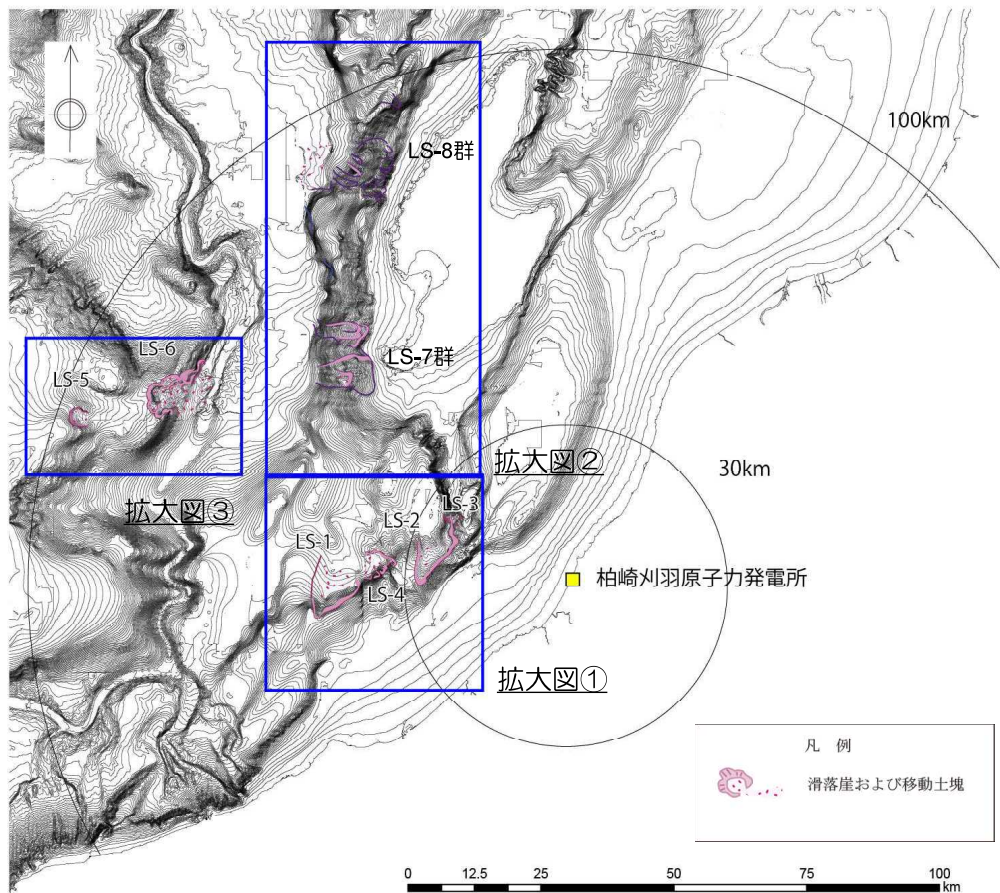 100km
LS-8群
LS-7群
LS-6
LS-5
拡大図②
30km
拡大図③
LS-3
LS-2
LS-1
柏崎刈羽原子力発電所
LS-4
拡大図①
凡 例
滑落崖および移動土塊
0 12.5 25 50 75 100
km